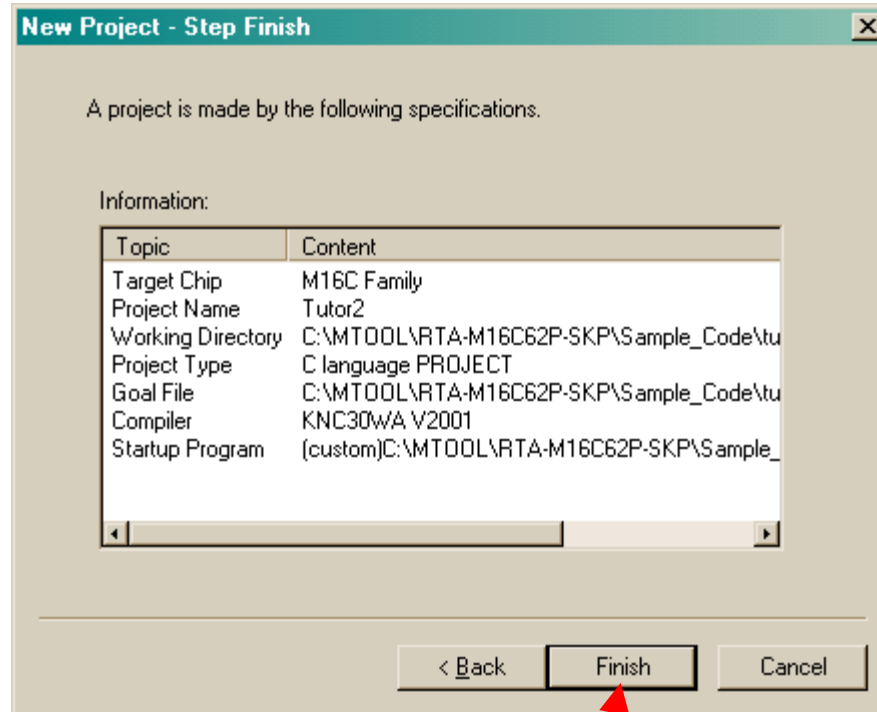 New Project - Step Finish
A project is made by the following specifications.
Information:
Topic Content
Target Chip M16C Family
Project Name Tutor2
Working Directory C:\MTOOL\RTA-M16C62P-SKP\Sample_Code\tu
Project Type C language PROJECT
Goal File C:\MTOOL\RTA-M16C62P-SKP\Sample_Code\tu
Compiler KNC30WA V2001
Startup Program (custom)C:\MTOOL\RTA-M16C62P-SKP\Sample_
< Back Finish Cancel